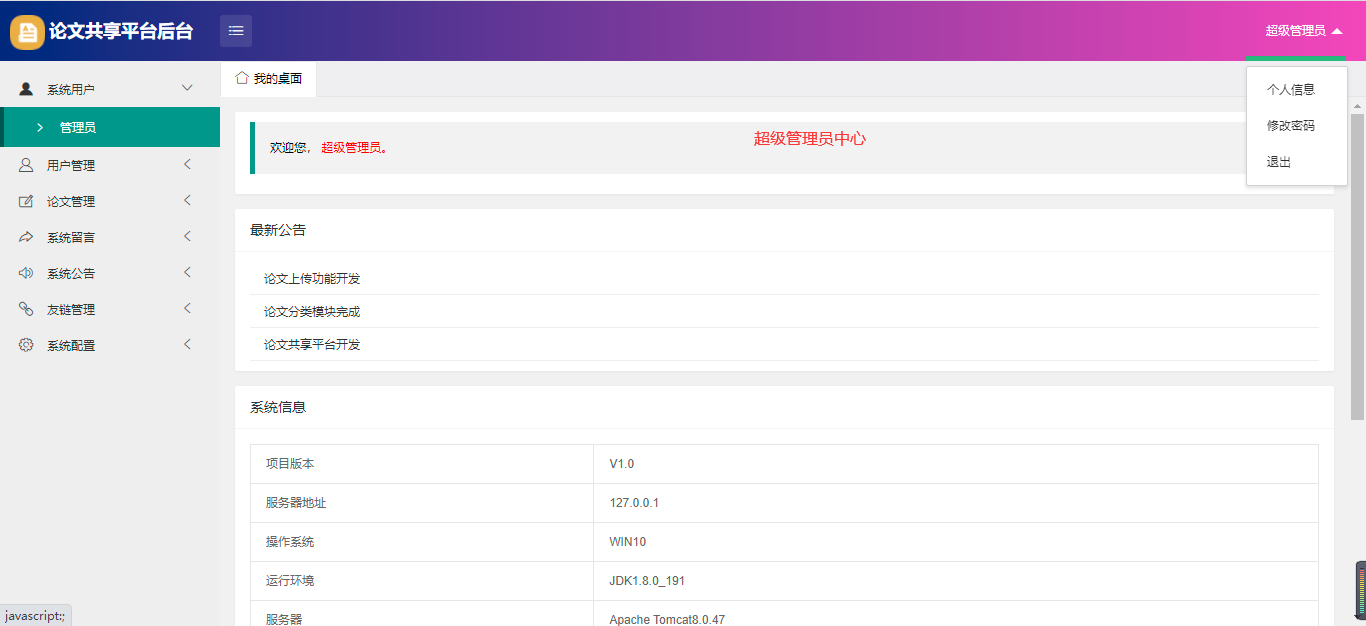 论文共享平台后台
超级管理员
系统用户
管理员
用户管理
论文管理
系统留言
系统公告
友链管理
系统配置
我的桌面
个人信息
修改密码
退出
欢迎您， 超级管理员。
超级管理员中心
最新公告
论文上传功能开发
论文分类模块完成
论文共享平台开发
系统信息
项目版本 V1.0
服务器地址 127.0.0.1
操作系统 WIN10
运行环境 JDK1.8.0_191
服务器 Apache Tomcat8.0.47
javascript:;